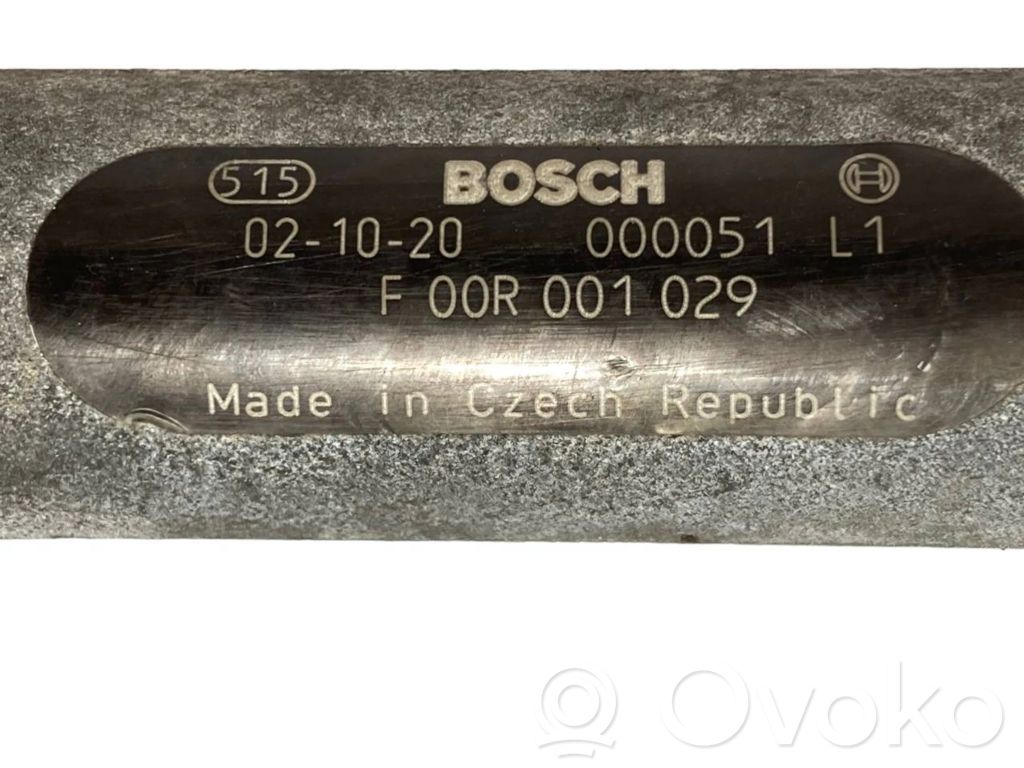 515 BOSCH
02-10-20 000051 L1
F 00R 001 029
Made in Czech Republic
Ovoko